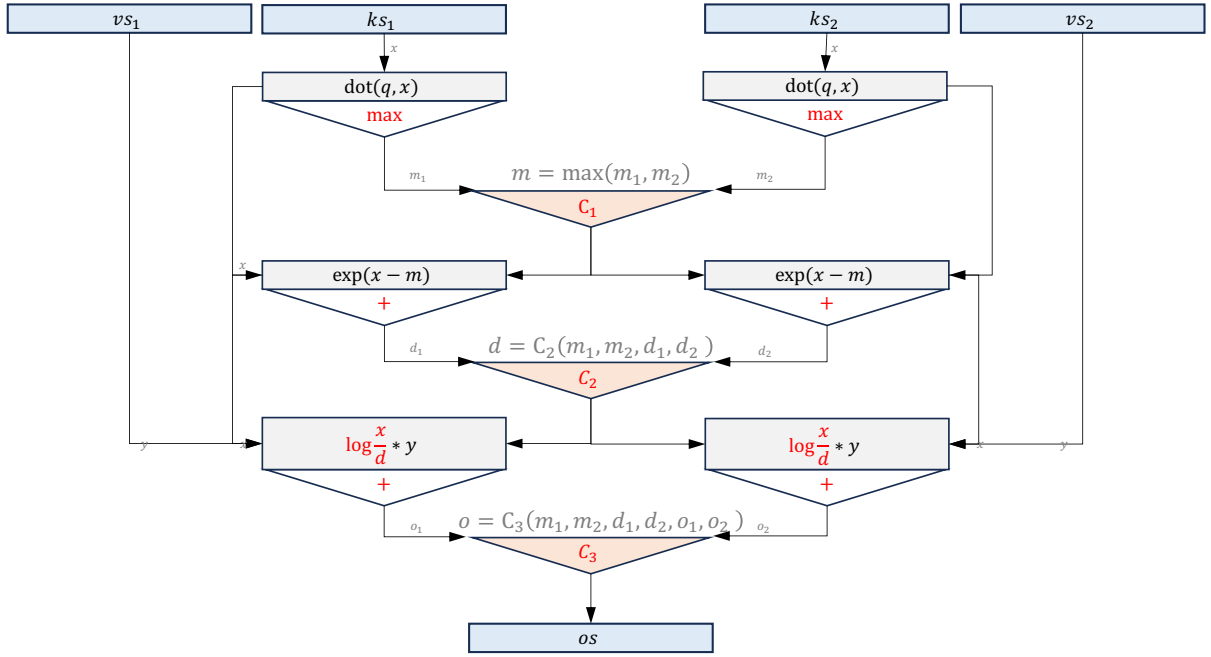 vs₁
ks₁
ks₂
vs₂
x
x
dot(q, x)
dot(q, x)
max
max
m = max(m₁, m₂)
m₁
m₂
C₁
x
exp(x − m)
exp(x − m)
+
+
d = C₂(m₁, m₂, d₁, d₂ )
d₁
d₂
C₂
y
x
log x/d * y
log x/d * y
x
y
+
+
o = C₃(m₁, m₂, d₁, d₂, o₁, o₂ )
o₁
o₂
C₃
os